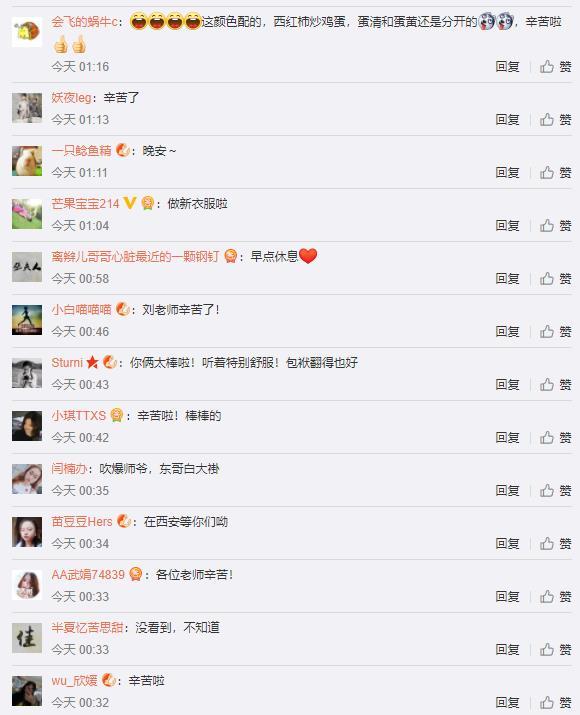 会飞的蜗牛c：这颜色配的，西红柿炒鸡蛋，蛋清和蛋黄还是分开的，辛苦啦
今天 01:16 回复 赞
妖夜leg：辛苦了
今天 01:13 回复 赞
一只鲶鱼精：晚安～
今天 01:11 回复 赞
芒果宝宝214：做新衣服啦
今天 01:04 回复 赞
离辫儿哥哥心脏最近的一颗钢钉：早点休息
今天 00:58 回复 赞
小白喵喵喵：刘老师辛苦了！
今天 00:46 回复 赞
Sturni：你俩太棒啦！听着特别舒服！包袱翻得也好
今天 00:43 回复 赞
小琪TTXS：辛苦啦！棒棒的
今天 00:42 回复 赞
闫楠办：吹爆师爷，东哥白大褂
今天 00:35 回复 赞
苗豆豆Hers：在西安等你们呦
今天 00:34 回复 赞
AA武娟74839：各位老师辛苦！
今天 00:33 回复 赞
佳
半夏忆苦思甜：没看到，不知道
今天 00:33 回复 赞
wu_欣媛：辛苦啦
今天 00:32 回复 赞